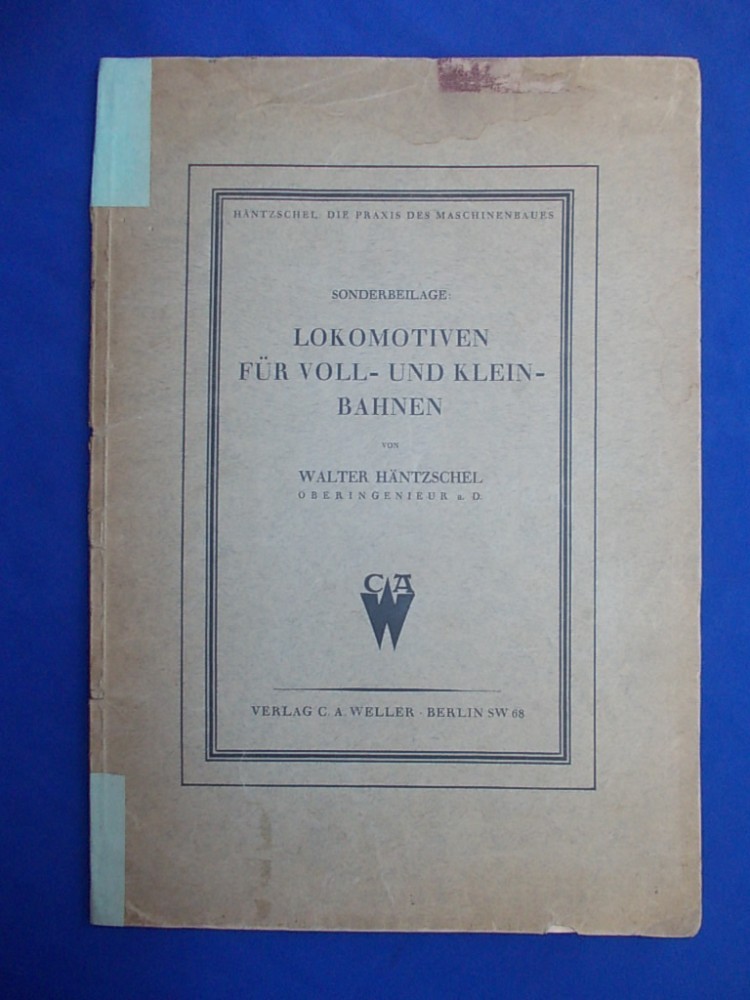 HÄNTZSCHEL, DIE PRAXIS DES MASCHINENBAUES
SONDERBEILAGE:
LOKOMOTIVEN
FÜR VOLL- UND KLEIN-
BAHNEN
VON
WALTER HÄNTZSCHEL
OBERINGENIEUR a. D.
CAW
VERLAG C. A. WELLER · BERLIN SW 68